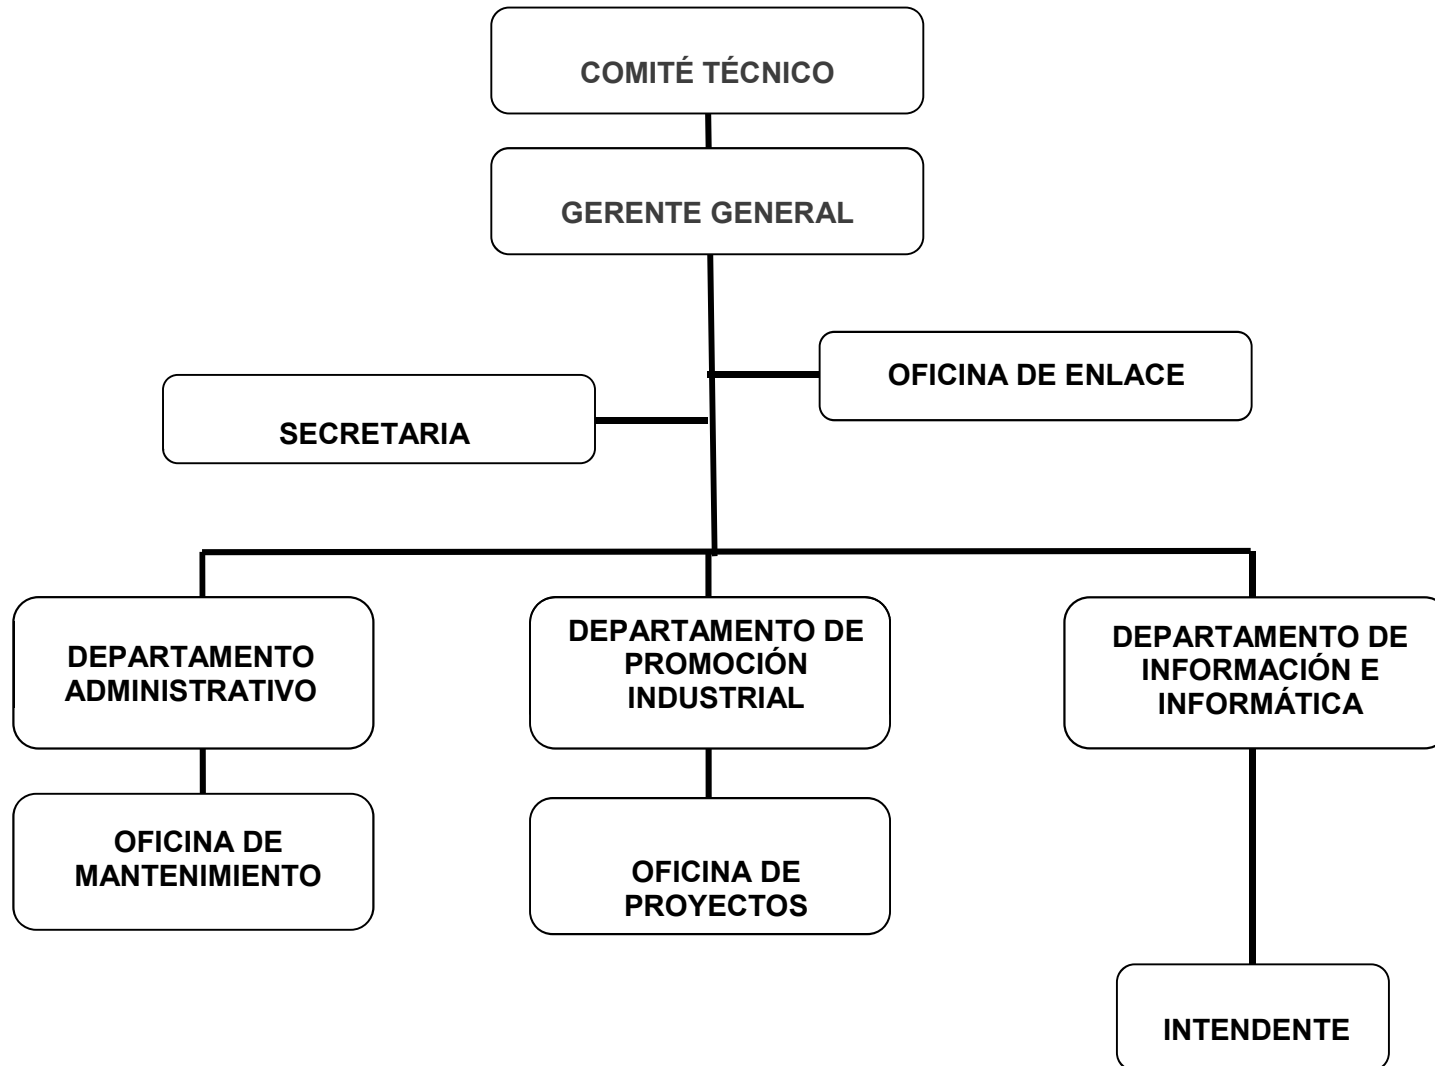 COMITÉ TÉCNICO
GERENTE GENERAL
OFICINA DE ENLACE
SECRETARIA
DEPARTAMENTO
ADMINISTRATIVO
DEPARTAMENTO DE
PROMOCIÓN
INDUSTRIAL
DEPARTAMENTO DE
INFORMACIÓN E
INFORMÁTICA
OFICINA DE
MANTENIMIENTO
OFICINA DE
PROYECTOS
INTENDENTE